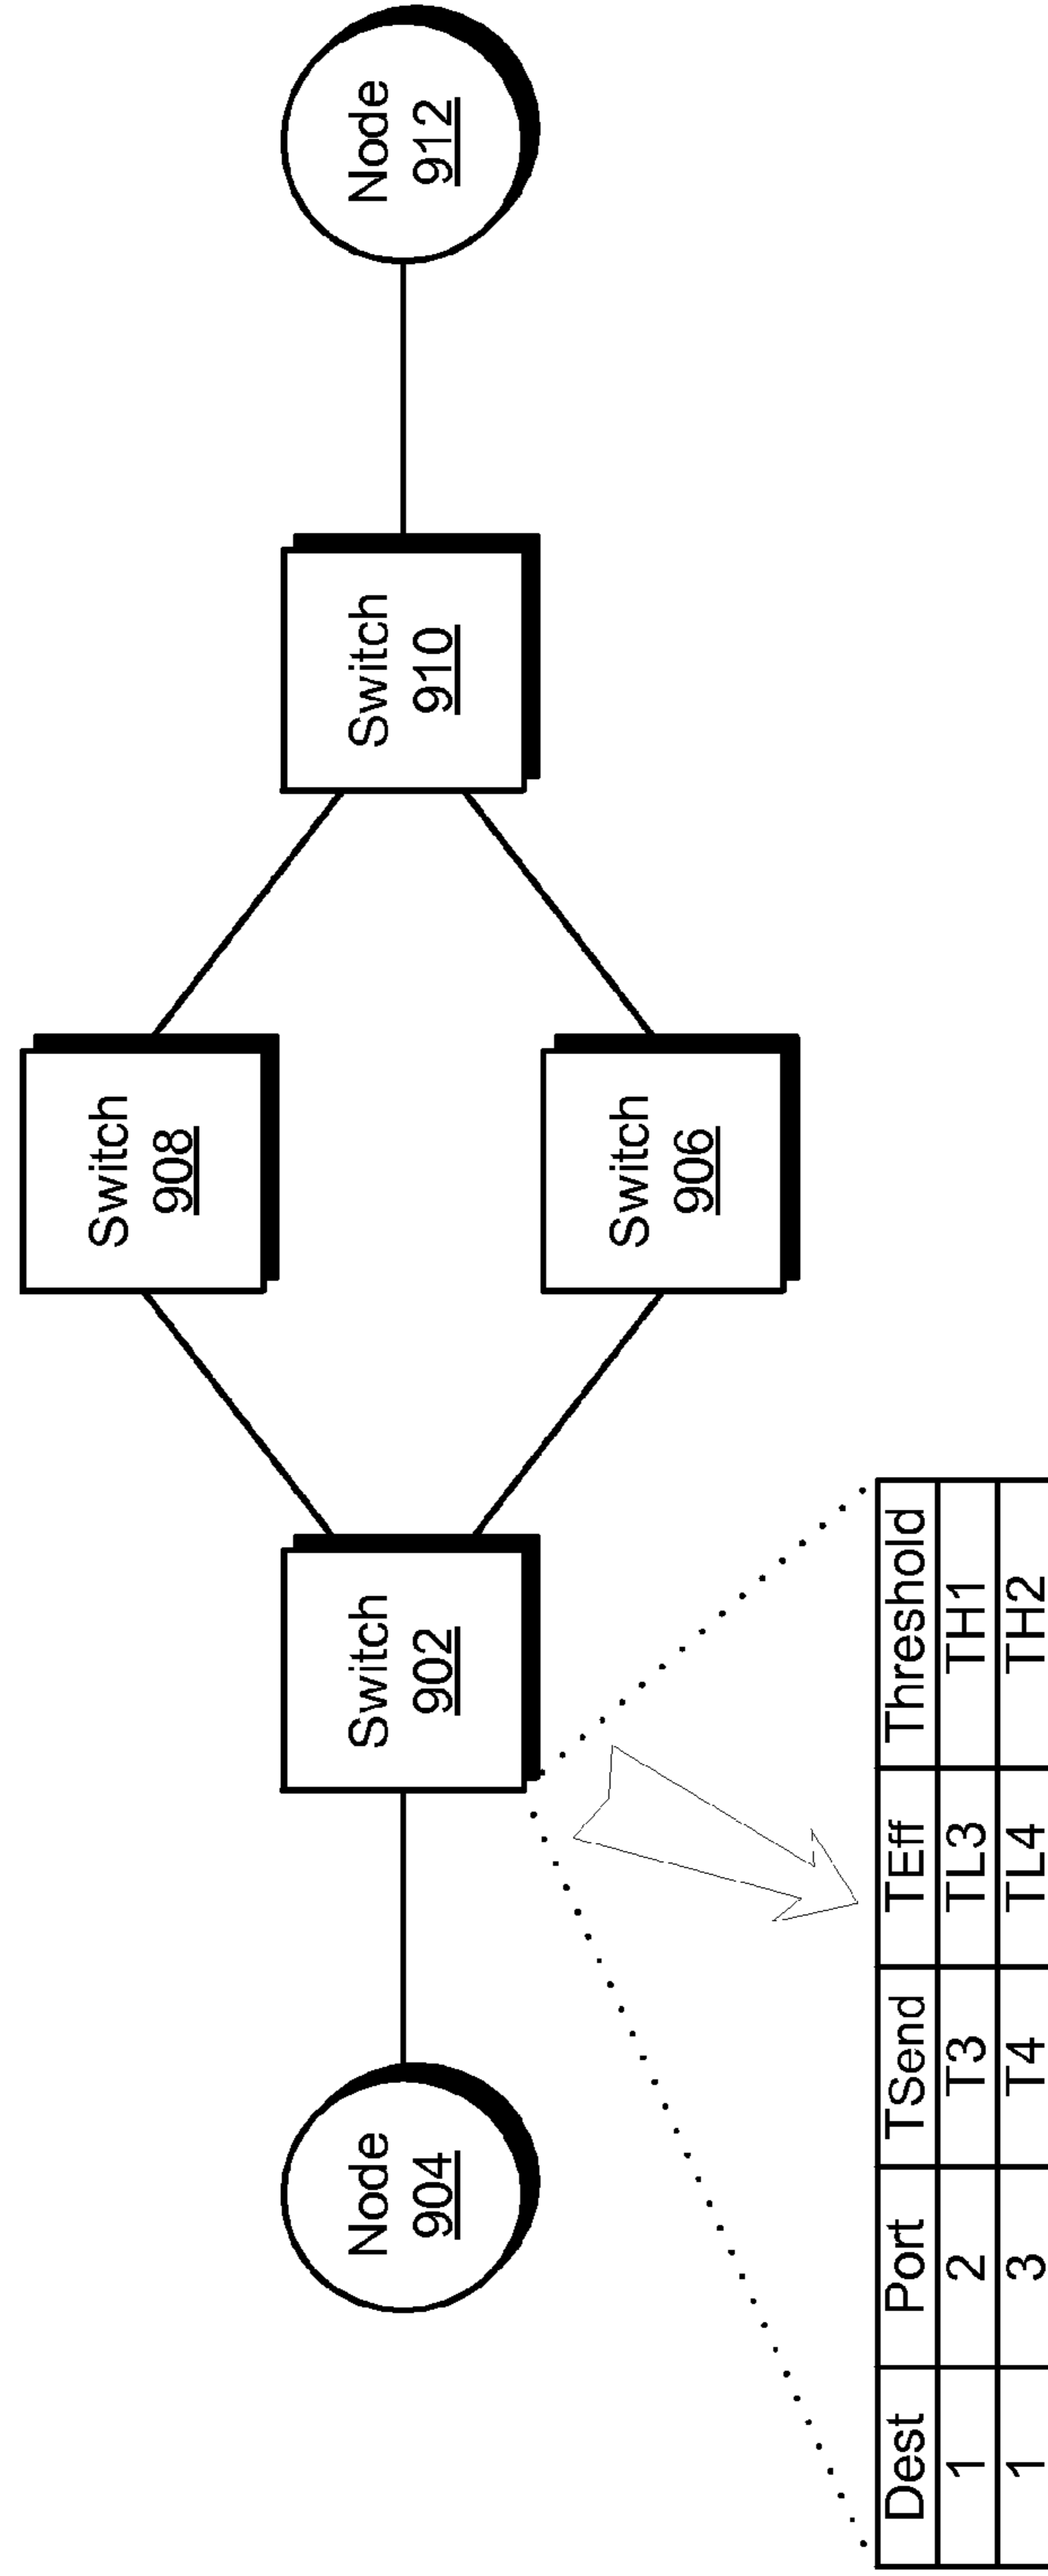 Node
904
Switch
902
Switch
908
Switch
906
Switch
910
Node
912
Dest Port TSend TEff Threshold
1 2 T3 TL3 TH1
1 3 T4 TL4 TH2